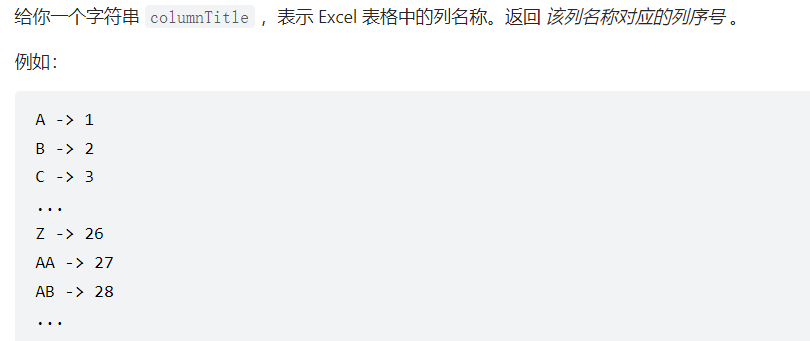 给你一个字符串 columnTitle ，表示 Excel 表格中的列名称。返回 该列名称对应的列序号 。
例如：
A -> 1
B -> 2
C -> 3
...
Z -> 26
AA -> 27
AB -> 28
...